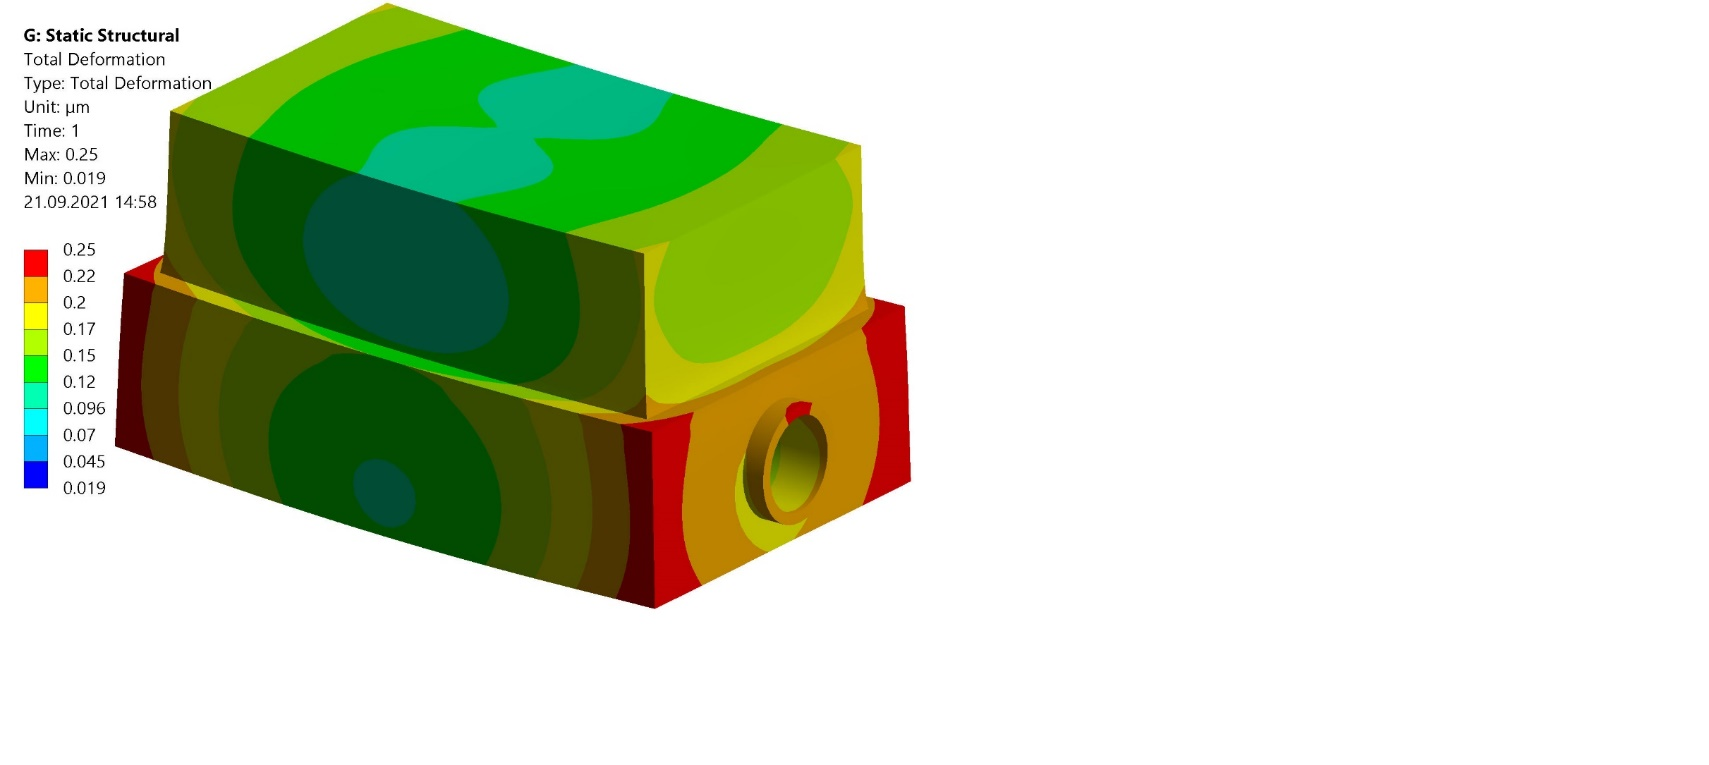 G: Static Structural
Total Deformation
Type: Total Deformation
Unit: µm
Time: 1
Max: 0.25
Min: 0.019
21.09.2021 14:58
0.25
0.22
0.2
0.17
0.15
0.12
0.096
0.07
0.045
0.019